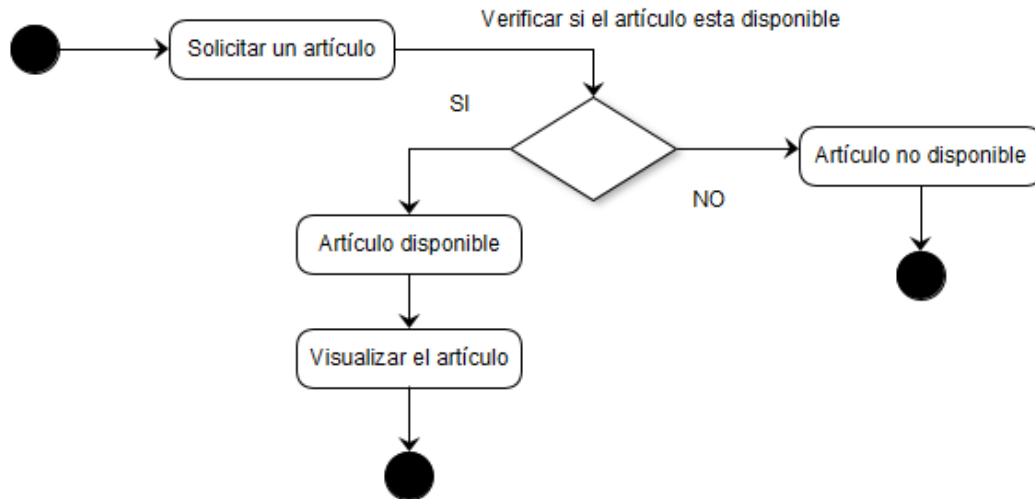 Verificar si el artículo esta disponible
Solicitar un artículo
SI
Artículo no disponible
NO
Artículo disponible
Visualizar el artículo